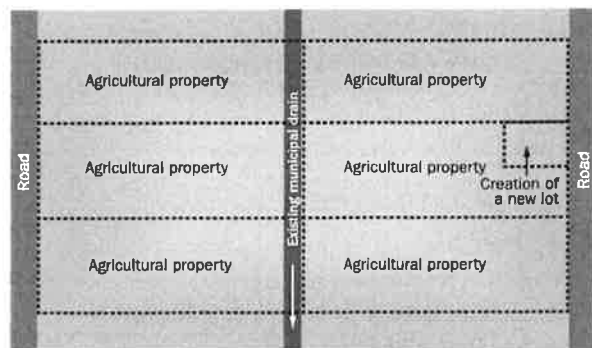 Agricultural property
Agricultural property
Road
Agricultural property
Existing municipal drain
Agricultural property
Creation of
a new lot
Road
Agricultural property
Agricultural property